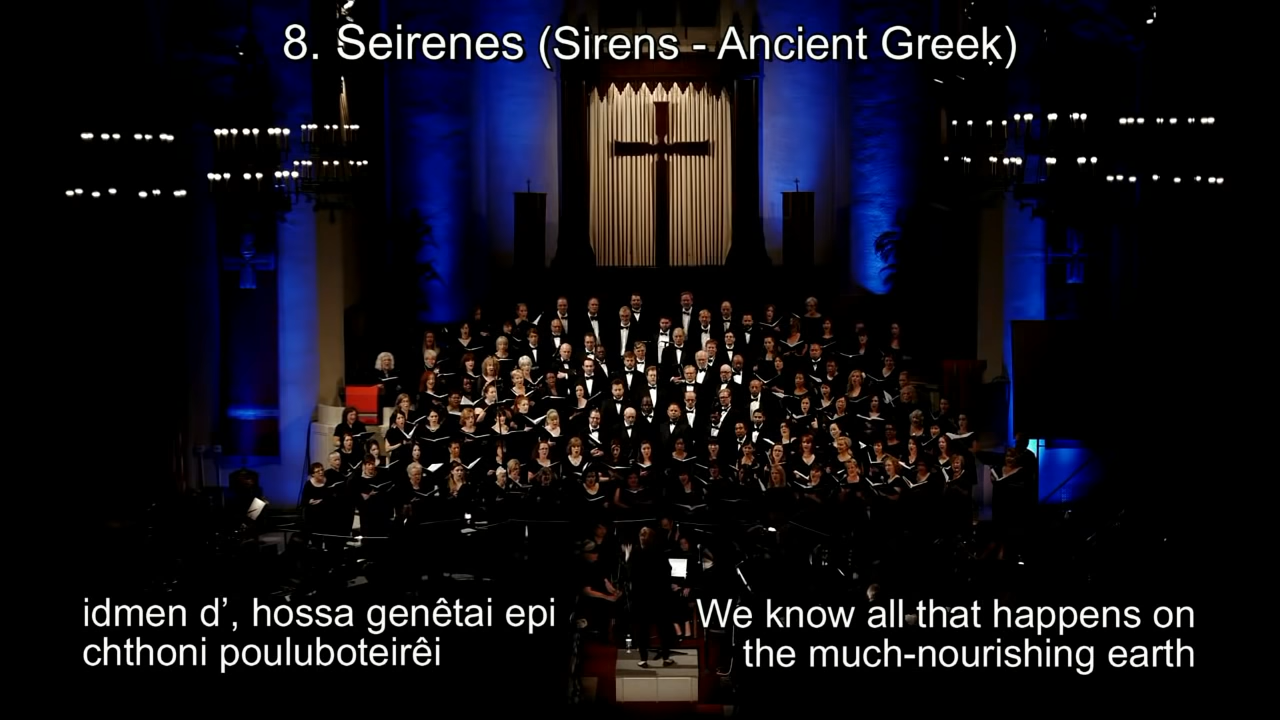 8. Seirenes (Sirens - Ancient Greek)
idmen d’, hossa genêtai epi
chthoni pouluboteirêi
We know all that happens on
the much-nourishing earth